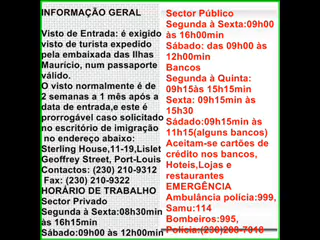 INFORMAÇÃO GERAL
Visto de Entrada: é exigido
visto de turista expedido
pela embaixada das Ilhas
Maurício, num passaporte
válido.
O visto normalmente é de
2 semanas a 1 mês após a
data de entrada,e este é
prorrogável caso solicitado
no escritório de imigração
no endereço abaixo:
Sterling House,11-19,Lislet
Geoffrey Street, Port-Louis
Contactos: (230) 210-9312
Fax: (230) 210-9322
HORÁRIO DE TRABALHO
Sector Privado
Segunda à Sexta:08h30min
às 16h15min
Sábado:09h00 às 12h00min
Sector Público
Segunda à Sexta:09h00
às 16h00min
Sábado: das 09h00 às
12h00min
Bancos
Segunda à Quinta:
09h15às 15h15min
Sexta: 09h15min às
15h30
Sábado:09h15min às
11h15(alguns bancos)
Aceitam-se cartões de
crédito nos bancos,
Hoteis,Lojas e
restaurantes
EMERGÊNCIA
Ambulância polícia:999,
Samu:114
Bombeiros:995,
Polícia:(230)208-7018